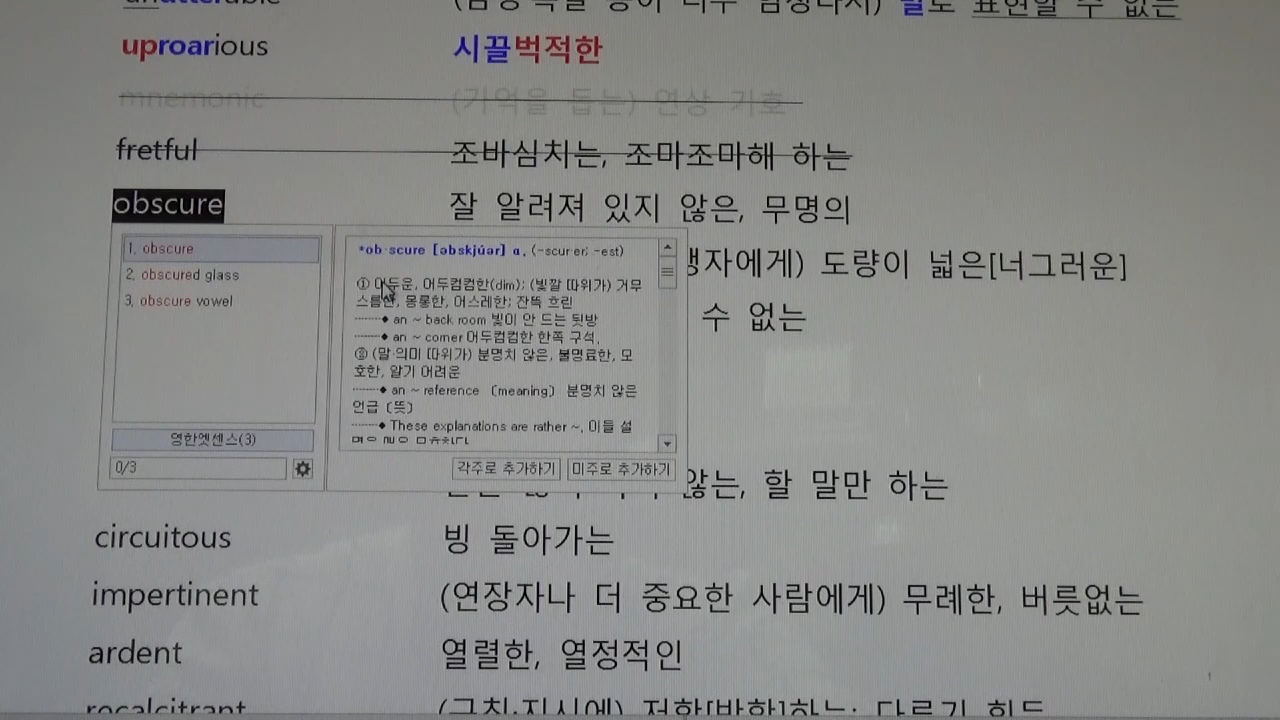 uproarious 시끌벅적한
mnemonic (기억을 돕는) 연상 기호
fretful 조바심치는, 조마조마해 하는
obscure 잘 알려져 있지 않은, 무명의
도량이 넓은[너그러운]
수 없는
않는, 할 말만 하는
1. obscure
2. obscured glass
3. obscure vowel
영한엣센스(3)
0/3
*ob·scure [əbskjúər] a. (-scur·er; -est)
① 어두운, 어두컴컴한(dim); (빛깔 따위가) 거무
스름한, 몽롱한, 어스레한; 잔뜩 흐린
◆ an ~ back room 빛이 안 드는 뒷방
◆ an ~ corner 어두컴컴한 한쪽 구석.
② (말·의미 따위가) 분명치 않은, 불명료한, 모
호한, 알기 어려운
◆ an ~ reference 〔meaning〕 분명치 않은
언급 〔뜻〕
◆ These explanations are rather ~. 이들 설
각주로 추가하기 미주로 추가하기
circuitous 빙 돌아가는
impertinent (연장자나 더 중요한 사람에게) 무례한, 버릇없는
ardent 열렬한, 열정적인